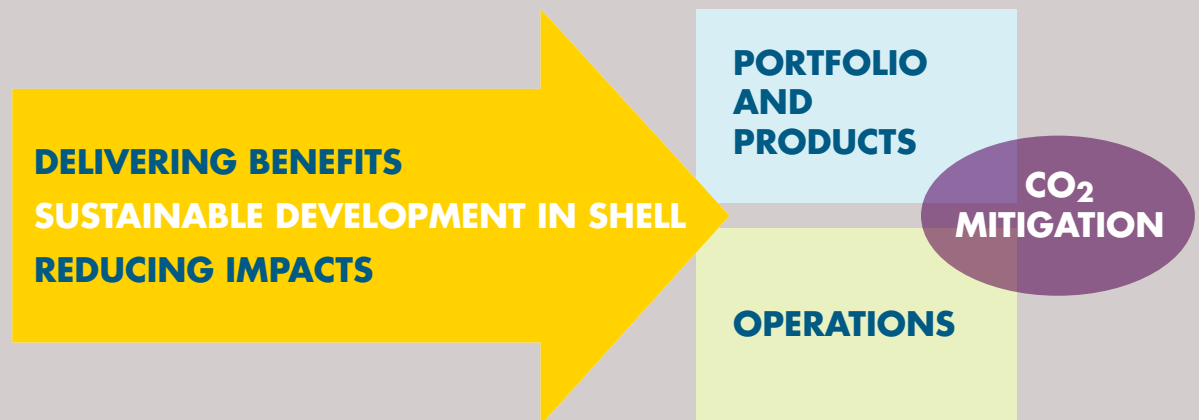 DELIVERING BENEFITS
SUSTAINABLE DEVELOPMENT IN SHELL
REDUCING IMPACTS
PORTFOLIO
AND
PRODUCTS
CO₂
MITIGATION
OPERATIONS